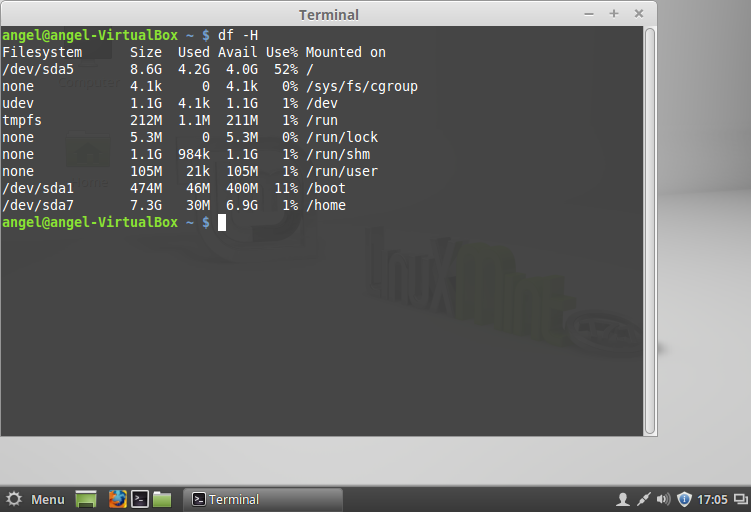 Terminal
angel@angel-VirtualBox ~ $ df -H
Filesystem      Size  Used Avail Use% Mounted on
/dev/sda5       8.6G  4.2G  4.0G  52% /
none            4.1k     0  4.1k   0% /sys/fs/cgroup
udev            1.1G  4.1k  1.1G   1% /dev
tmpfs           212M  1.1M  211M   1% /run
none            5.3M     0  5.3M   0% /run/lock
none            1.1G  984k  1.1G   1% /run/shm
none            105M   21k  105M   1% /run/user
/dev/sda1       474M   46M  400M  11% /boot
/dev/sda7       7.3G   30M  6.9G   1% /home
angel@angel-VirtualBox ~ $
LinuxMint
Menu Terminal 17:05